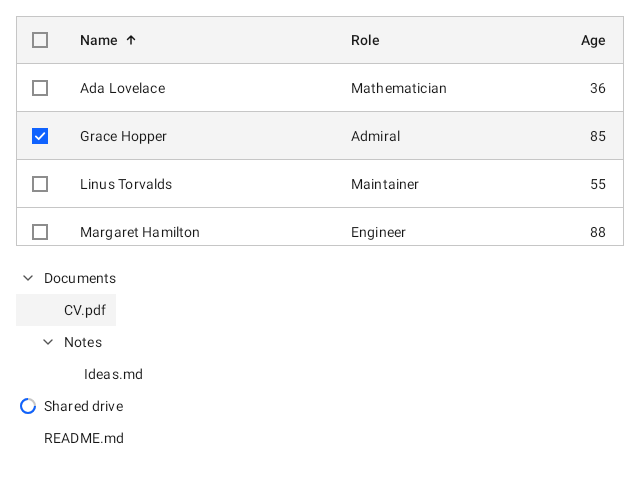 Name Role Age
Ada Lovelace Mathematician 36
Grace Hopper Admiral 85
Linus Torvalds Maintainer 55
Margaret Hamilton Engineer 88
Documents
CV.pdf
Notes
Ideas.md
Shared drive
README.md